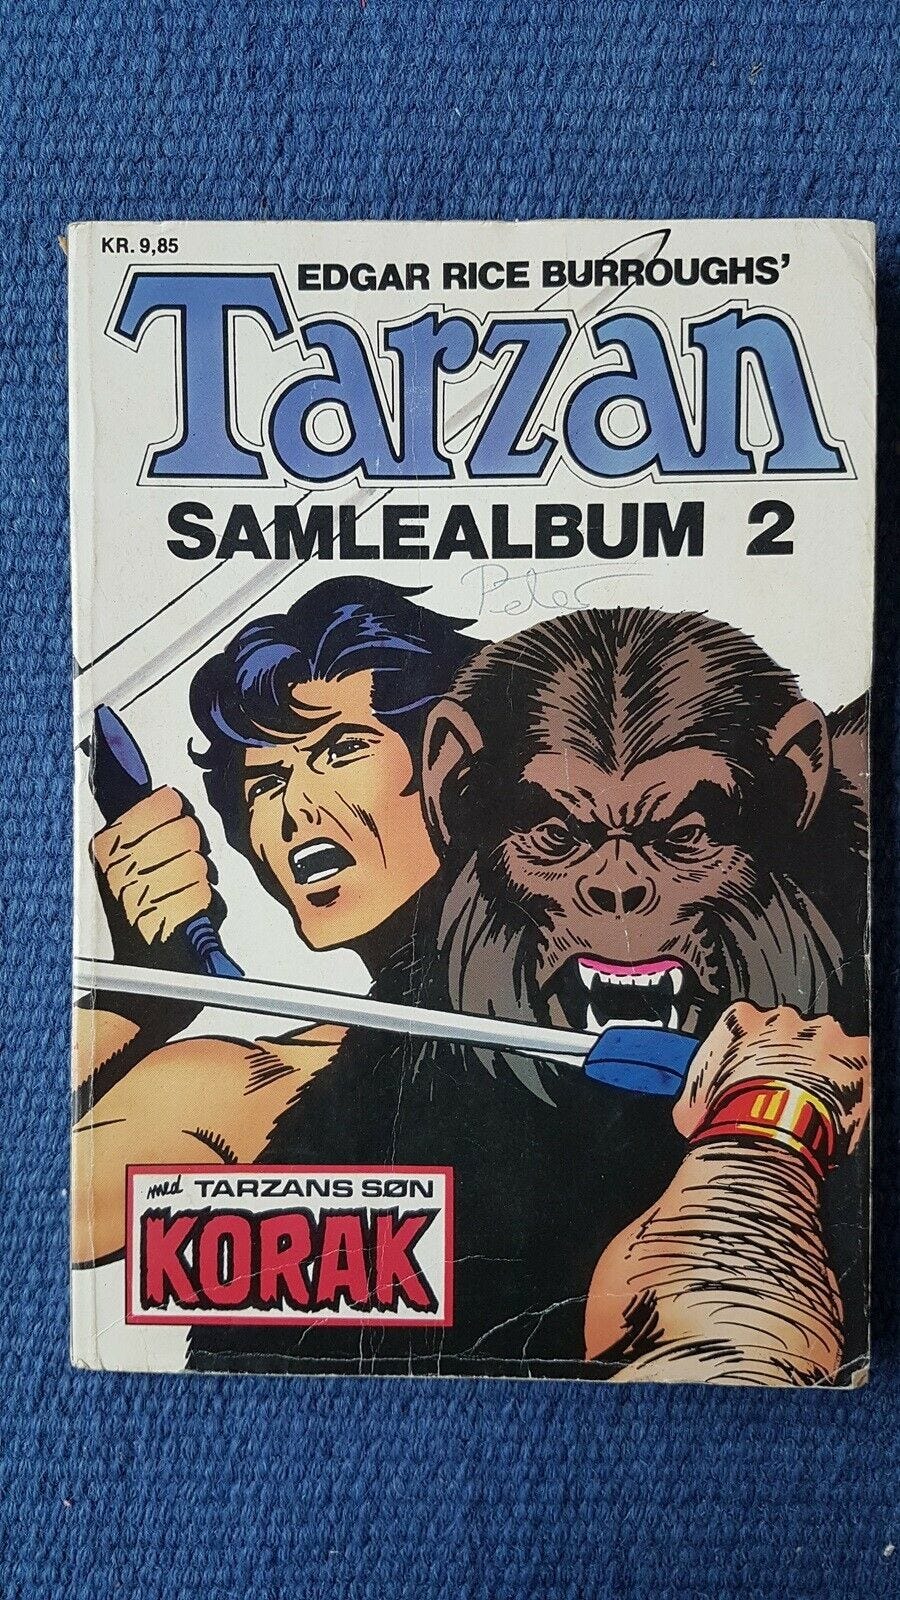 KR. 9,85
EDGAR RICE BURROUGHS'
Tarzan
SAMLEALBUM 2
Peter
med TARZANS SØN
KORAK